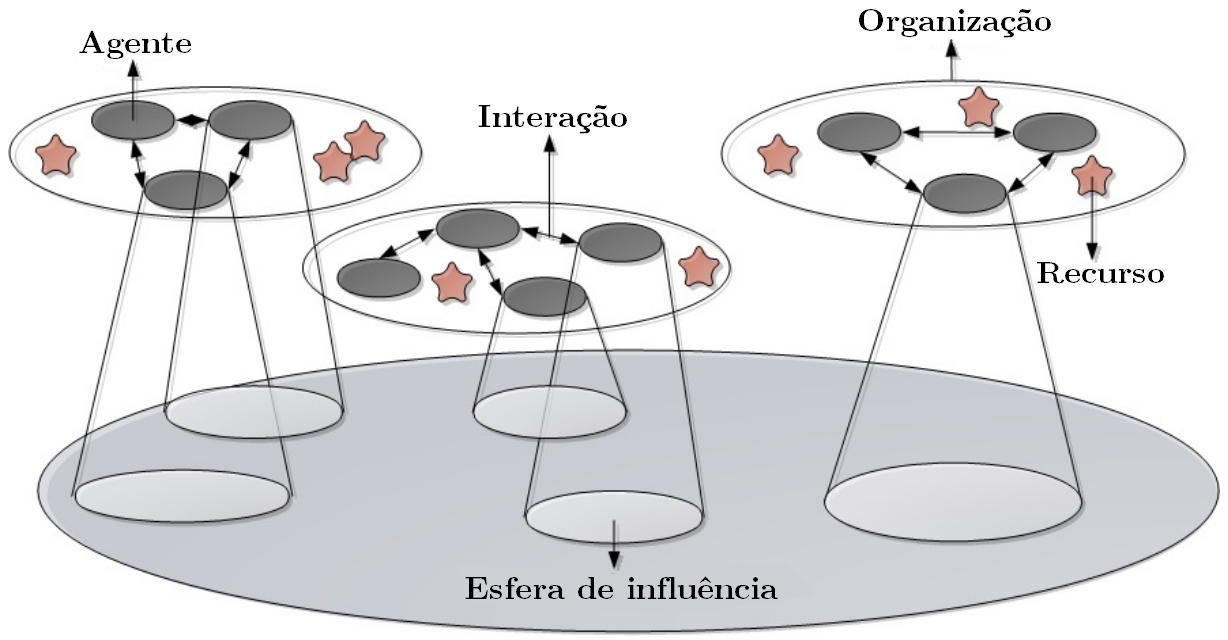 Organização
Agente
Interação
Recurso
Esfera de influência